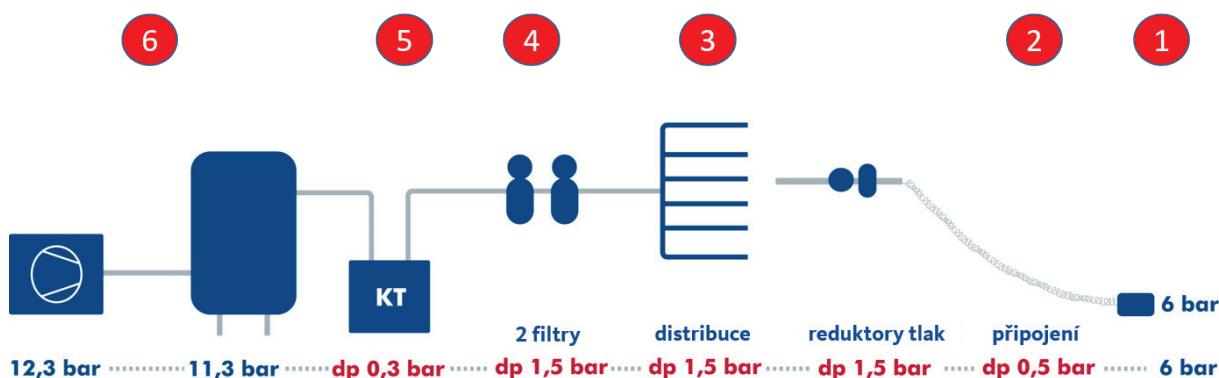 6 5 4 3 2 1
KT
6 bar
2 filtry distribuce reduktory tlak připojení
12,3 bar 11,3 bar dp 0,3 bar dp 1,5 bar dp 1,5 bar dp 1,5 bar dp 0,5 bar 6 bar